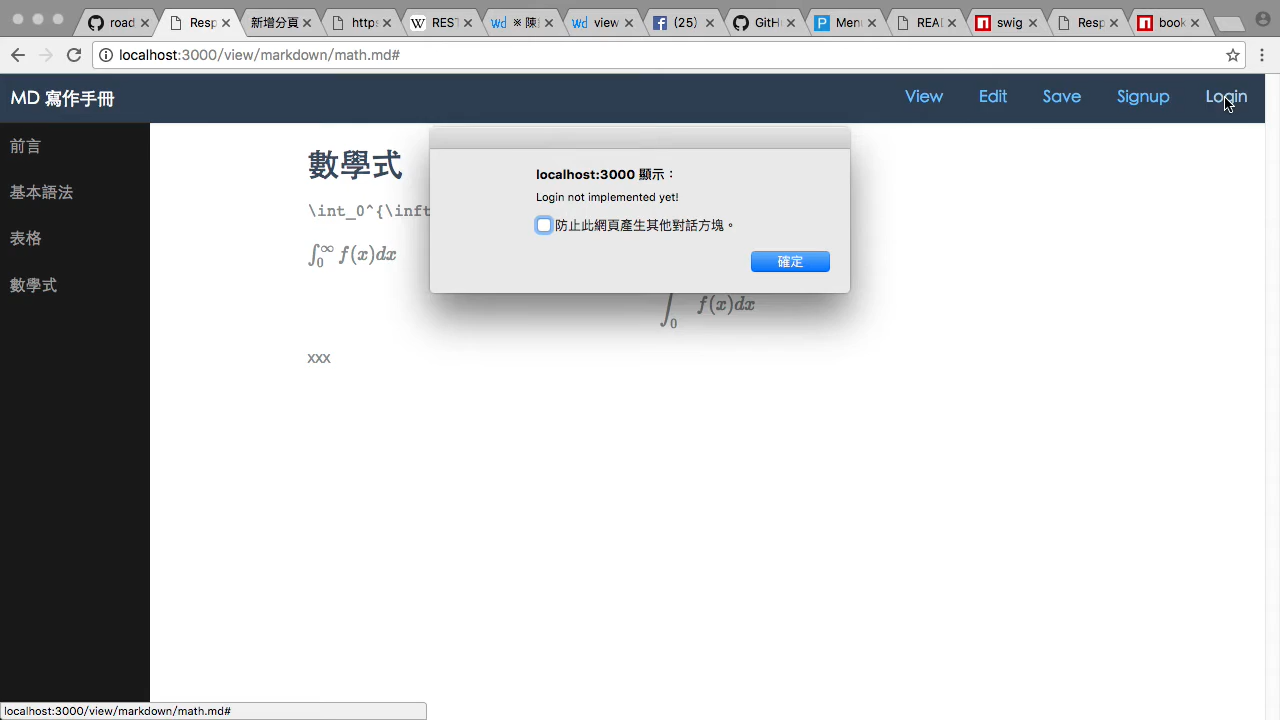 road
Resp
新增分頁
https
REST
※ 陳
view
(25)
GitH
Menu
REAI
swig
Resp
book
localhost:3000/view/markdown/math.md#
MD 寫作手冊
View
Edit
Save
Signup
Login
前言
基本語法
表格
數學式
數學式
\int_0^{\inft
∫₀^∞ f(x)dx
∫₀ f(x)dx
xxx
localhost:3000 顯示：
Login not implemented yet!
防止此網頁產生其他對話方塊。
確定
localhost:3000/view/markdown/math.md#